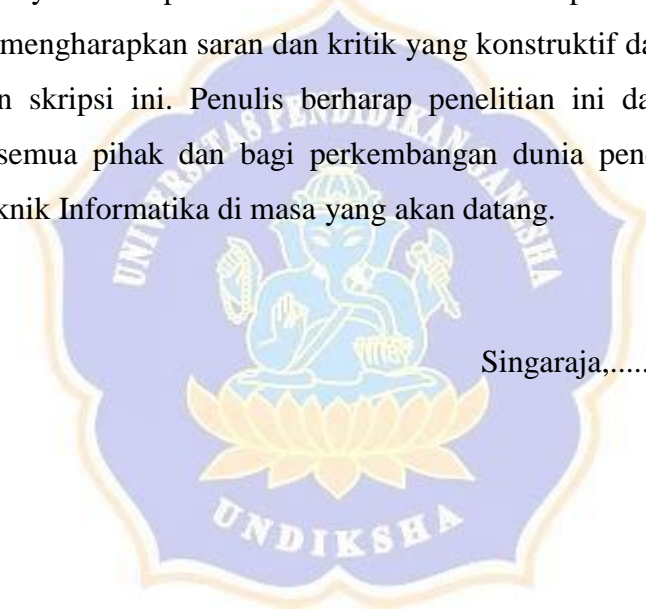 mengharapkan saran dan kritik yang konstruktif da
n skripsi ini. Penulis berharap penelitian ini da
semua pihak dan bagi perkembangan dunia pen
knik Informatika di masa yang akan datang.
Singaraja,.....
UNIVERSITAS PENDIDIKAN GANESHA
UNDIKSHA